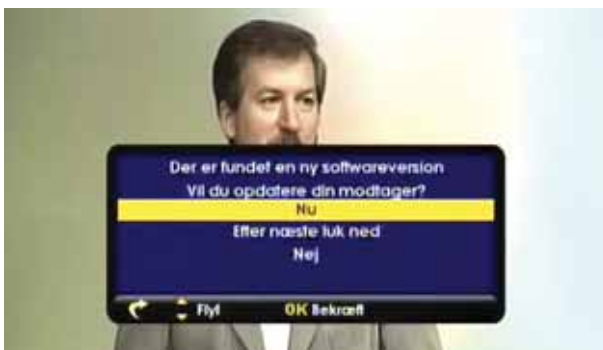 Der er fundet en ny softwareversion
Vil du opdatere din modtager?
Nu
Efter næste luk ned
Nej
Flyt OK Bekræft